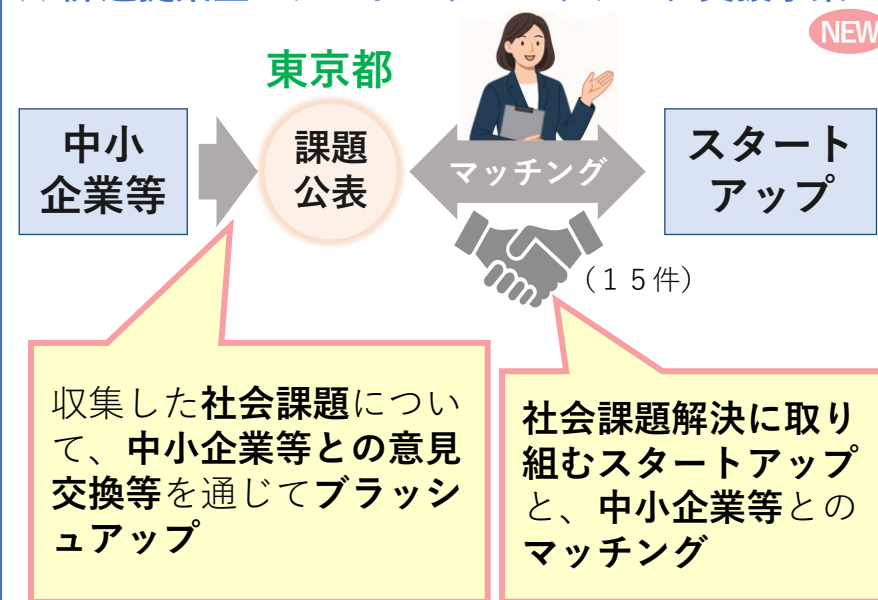 NEW
東京都
中小
企業等
課題
公表
マッチング
スタート
アップ
（１５件）
収集した社会課題につい
て、中小企業等との意見
交換等を通じてブラッシ
ュアップ
社会課題解決に取り
組むスタートアップ
と、中小企業等との
マッチング